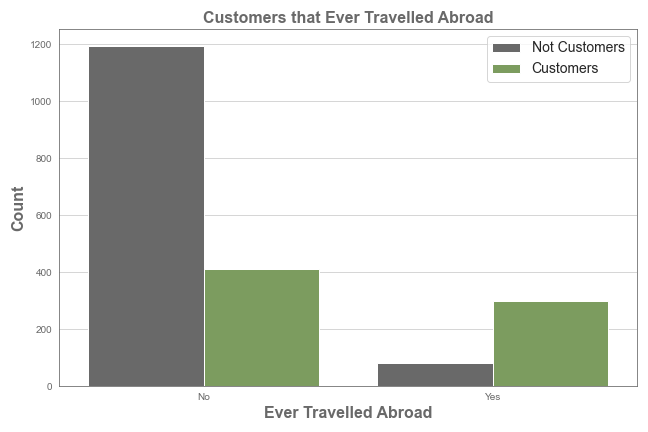 Customers that Ever Travelled Abroad
Not Customers
Customers
1200
1000
800
600
400
200
0
Count
No
Yes
Ever Travelled Abroad